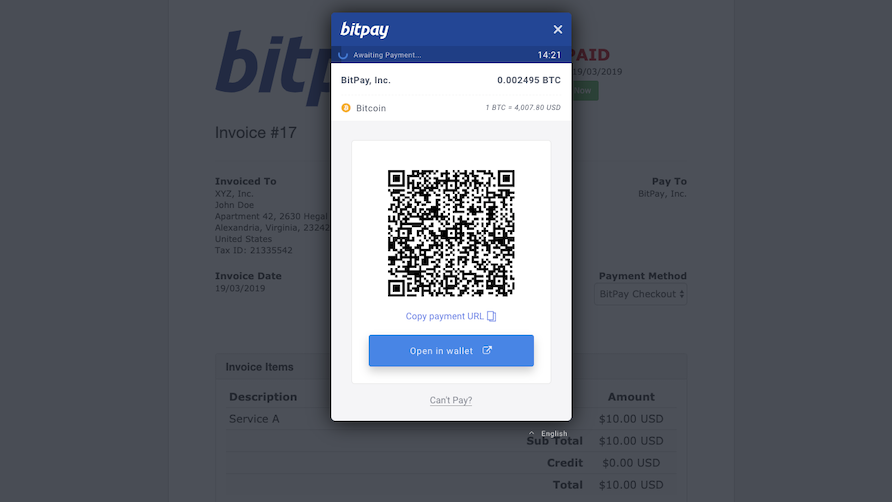 bitpay
Awaiting Payment... 14:21
BitPay, Inc. 0.002495 BTC
Bitcoin 1 BTC = 4,007.80 USD
Copy payment URL
Open in wallet
Can't Pay?
English
bitp
PAID
19/03/2019
Now
Invoice #17
Invoiced To
XYZ, Inc.
John Doe
Apartment 42, 2630 Hegal
Alexandria, Virginia, 23242
United States
Tax ID: 21335542
Pay To
BitPay, Inc.
Invoice Date
19/03/2019
Payment Method
BitPay Checkout
Invoice Items
Description Amount
Service A $10.00 USD
Sub Total $10.00 USD
Credit $0.00 USD
Total $10.00 USD